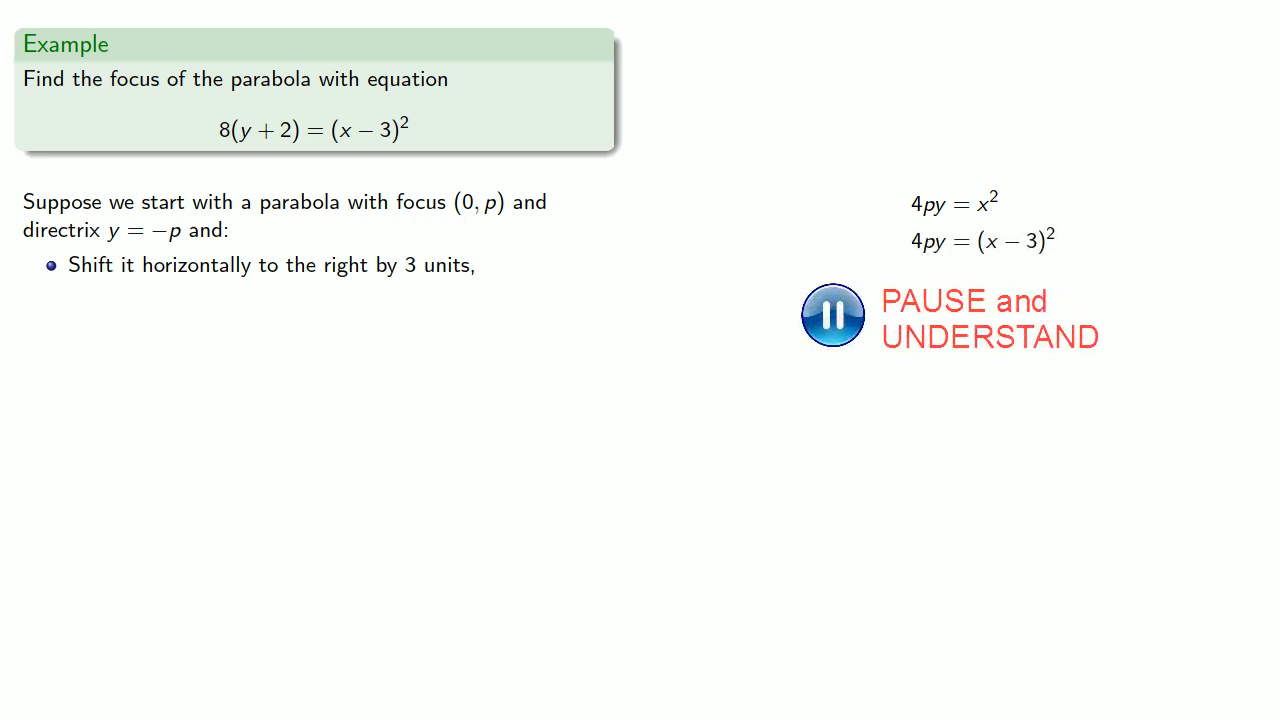 Example
Find the focus of the parabola with equation
8(y + 2) = (x − 3)²
Suppose we start with a parabola with focus (0, p) and
directrix y = −p and:
Shift it horizontally to the right by 3 units,
4py = x²
4py = (x − 3)²
PAUSE and
UNDERSTAND